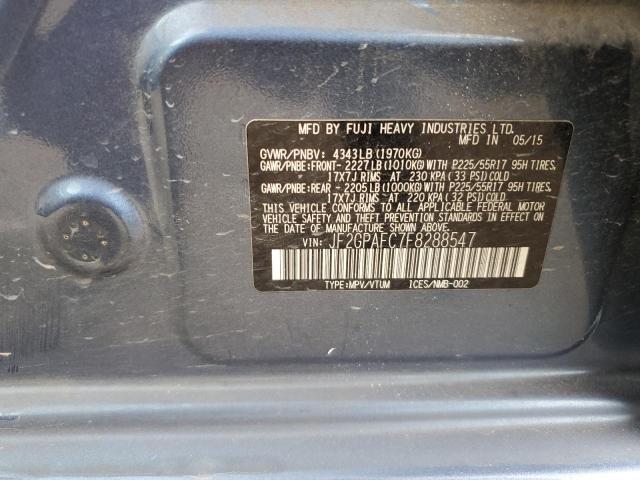 MFD BY FUJI HEAVY INDUSTRIES LTD.
05/15
GVWR/PNBV: 4343LB(1970KG)
GAWR/PNBE:FRONT-2227LB(1010KG)WITH P225/55R17 95H TIRES,
17X7J RIMS AT 230 KPA(33 PSI)COLD
GAWR/PNBE:REAR -2205LB(1000KG)WITH P225/55R17 95H TIRES,
17X7J RIMS AT 220 KPA(32 PSI)COLD
THIS VEHICLE CONFORMS TO ALL APPLICABLE FEDERAL MOTOR
VEHICLE SAFETY AND THEFT PREVENTION STANDARDS IN
EFFECT ON THE DATE OF MANUFACTURE SHOWN ABOVE.
VIN: JF2GPAFC7F8288547
TYPE:MPV/VTUM ICES/NMB-002